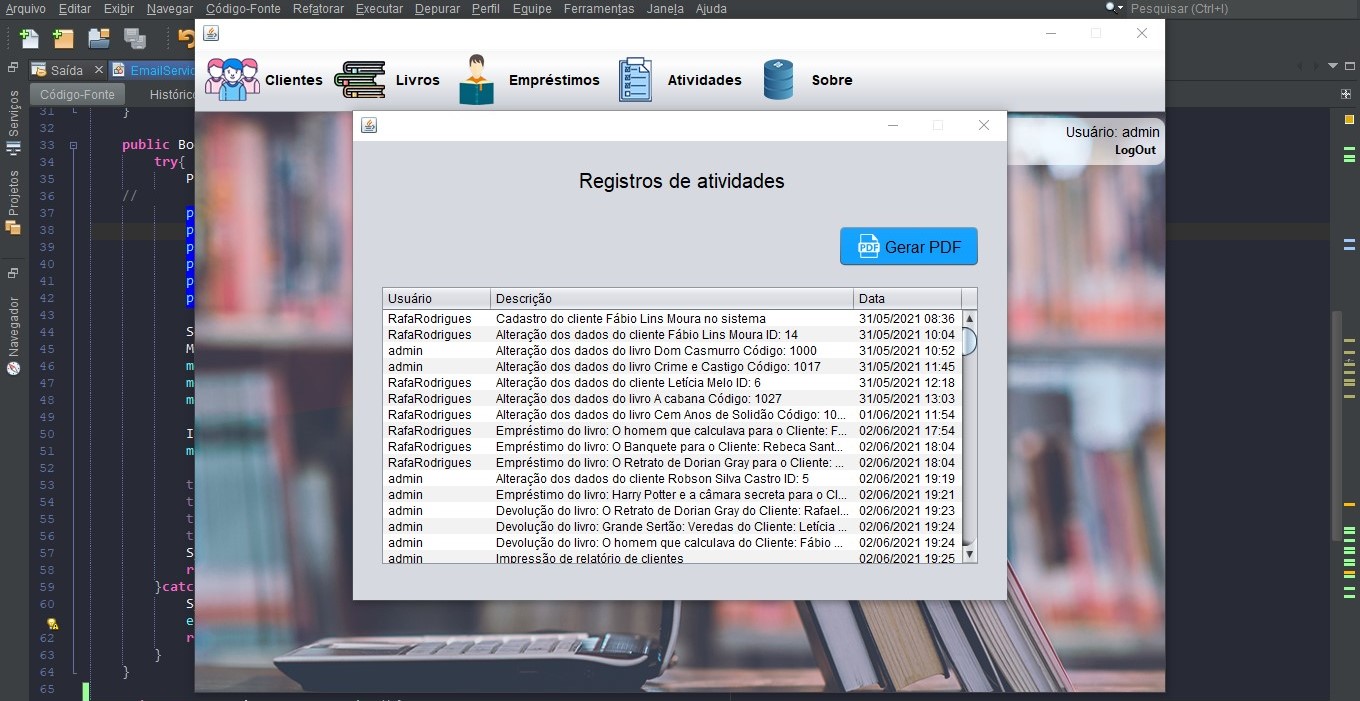 Arquivo Editar Exibir Navegar Código-Fonte Refatorar Executar Depurar Perfil Equipe Ferramentas Janela Ajuda
Pesquisar (Ctrl+I)
Saída
EmailServic
Código-Fonte
Histórico
Serviços
Projetos
Navegador
31 }
32
33 public Bo
34 try{
35 P
36 //
37 p
38 p
39 p
40 p
41 p
42 p
43
44 S
45 M
46 m
47 m
48 m
49
50 I
51 m
52
53 t
54 t
55 t
56 t
57 S
58 r
59 }catc
60 S
e
62 r
63 }
64 }
65
Clientes
Livros
Empréstimos
Atividades
Sobre
Usuário: admin
LogOut
Registros de atividades
PDF Gerar PDF
Usuário Descrição Data
RafaRodrigues Cadastro do cliente Fábio Lins Moura no sistema 31/05/2021 08:36
RafaRodrigues Alteração dos dados do cliente Fábio Lins Moura ID: 14 31/05/2021 10:04
admin Alteração dos dados do livro Dom Casmurro Código: 1000 31/05/2021 10:52
admin Alteração dos dados do livro Crime e Castigo Código: 1017 31/05/2021 11:45
RafaRodrigues Alteração dos dados do cliente Letícia Melo ID: 6 31/05/2021 12:18
RafaRodrigues Alteração dos dados do livro A cabana Código: 1027 31/05/2021 13:03
RafaRodrigues Alteração dos dados do livro Cem Anos de Solidão Código: 10... 01/06/2021 11:54
RafaRodrigues Empréstimo do livro: O homem que calculava para o Cliente: F... 02/06/2021 17:54
RafaRodrigues Empréstimo do livro: O Banquete para o Cliente: Rebeca Sant... 02/06/2021 18:04
RafaRodrigues Empréstimo do livro: O Retrato de Dorian Gray para o Cliente: ... 02/06/2021 18:04
admin Alteração dos dados do cliente Robson Silva Castro ID: 5 02/06/2021 19:19
admin Empréstimo do livro: Harry Potter e a câmara secreta para o Cl... 02/06/2021 19:21
admin Devolução do livro: O Retrato de Dorian Gray do Cliente: Rafael... 02/06/2021 19:23
admin Devolução do livro: Grande Sertão: Veredas do Cliente: Letícia ... 02/06/2021 19:24
admin Devolução do livro: O homem que calculava do Cliente: Fábio ... 02/06/2021 19:24
admin Impressão de relatório de clientes 02/06/2021 19:25